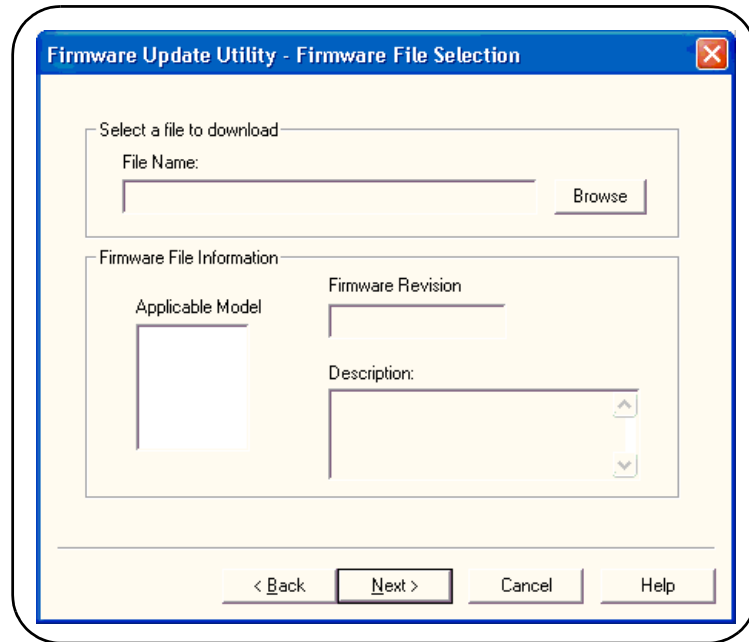 Firmware Update Utility - Firmware File Selection
Select a file to download
File Name:
Browse
Firmware File Information
Applicable Model
Firmware Revision
Description:
< Back
Next >
Cancel
Help